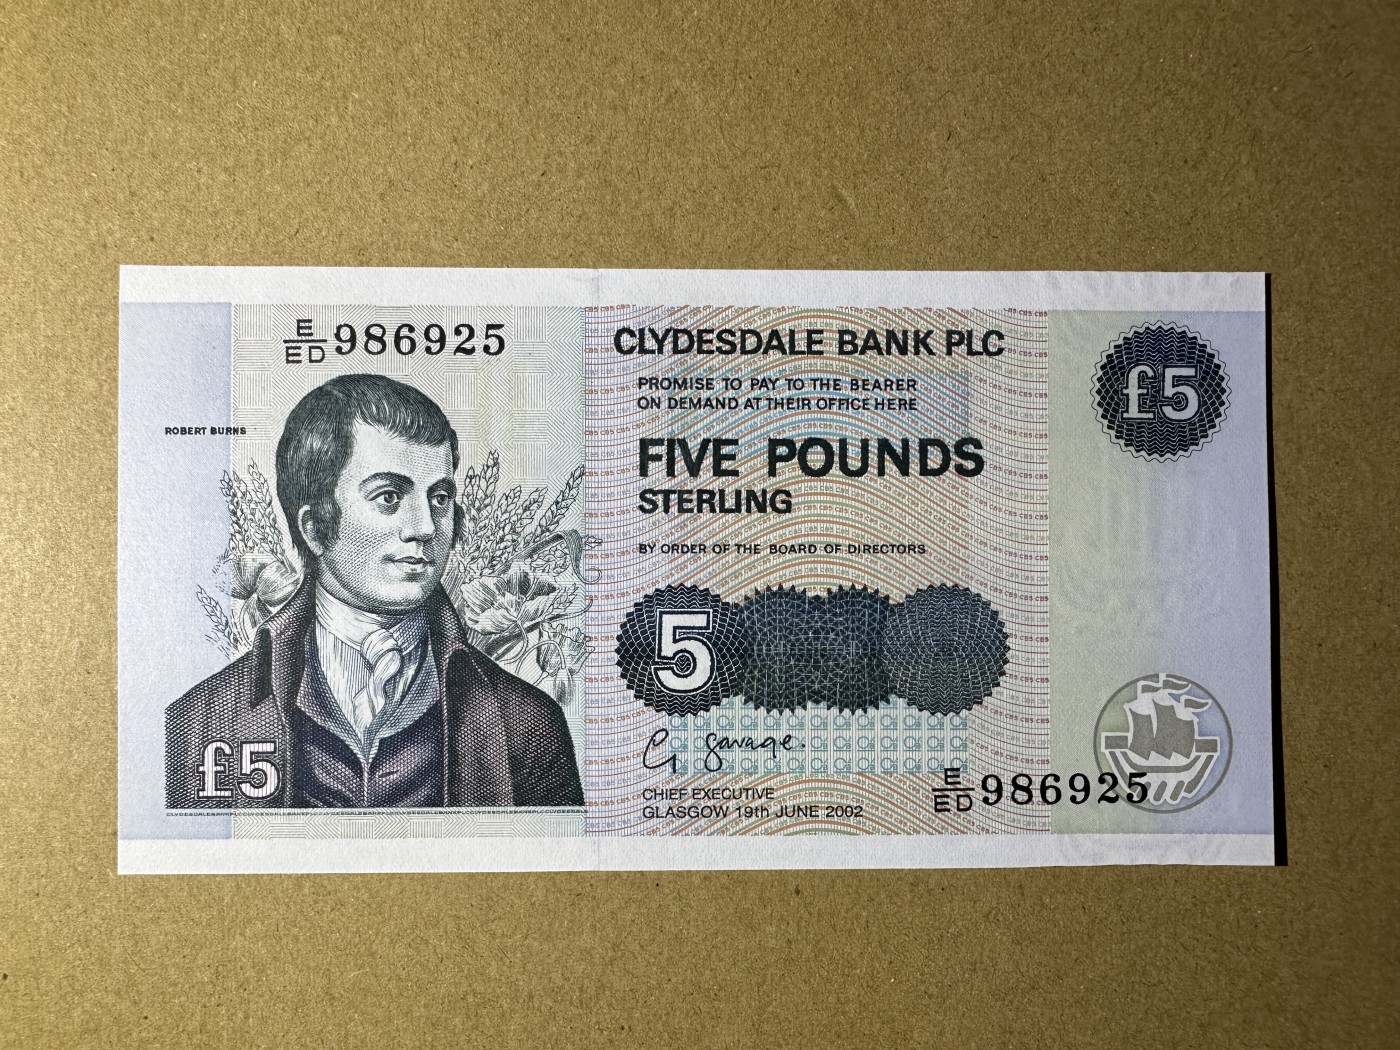 E/ED 986925
CLYDESDALE BANK PLC
£5
PROMISE TO PAY TO THE BEARER
ON DEMAND AT THEIR OFFICE HERE
ROBERT BURNS
FIVE POUNDS
STERLING
BY ORDER OF THE BOARD OF DIRECTORS
5
G Savage.
£5
CHIEF EXECUTIVE
GLASGOW 19th JUNE 2002
E/ED 986925